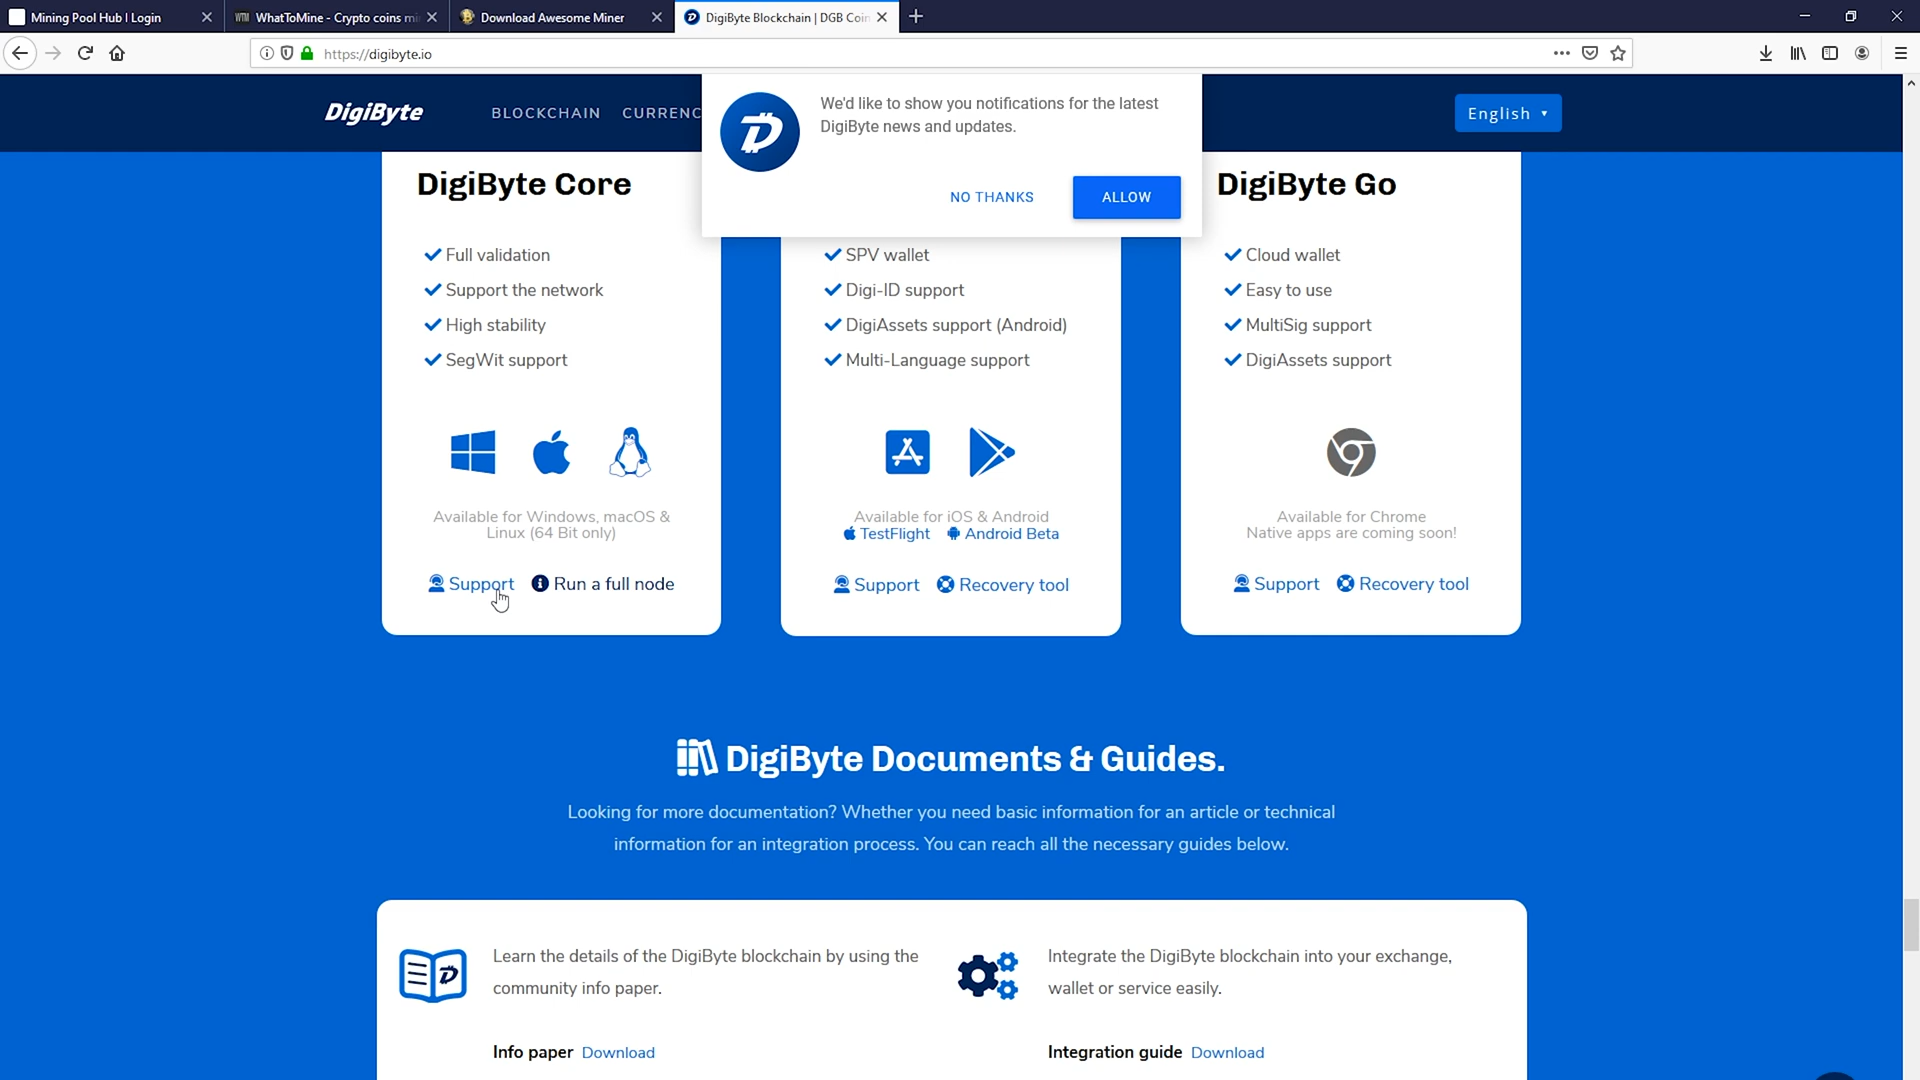 Mining Pool Hub | Login
WhatToMine - Crypto coins mi
Download Awesome Miner
DigiByte Blockchain | DGB Coin
https://digibyte.io
DigiByte
BLOCKCHAIN
CURRENC
English
We'd like to show you notifications for the latest
DigiByte news and updates.
NO THANKS
ALLOW
DigiByte Core
Full validation
Support the network
High stability
SegWit support
Available for Windows, macOS &
Linux (64 Bit only)
Support
Run a full node
SPV wallet
Digi-ID support
DigiAssets support (Android)
Multi-Language support
Available for iOS & Android
TestFlight
Android Beta
Support
Recovery tool
DigiByte Go
Cloud wallet
Easy to use
MultiSig support
DigiAssets support
Available for Chrome
Native apps are coming soon!
Support
Recovery tool
DigiByte Documents & Guides.
Looking for more documentation? Whether you need basic information for an article or technical
information for an integration process. You can reach all the necessary guides below.
Learn the details of the DigiByte blockchain by using the
community info paper.
Info paper Download
Integrate the DigiByte blockchain into your exchange,
wallet or service easily.
Integration guide Download